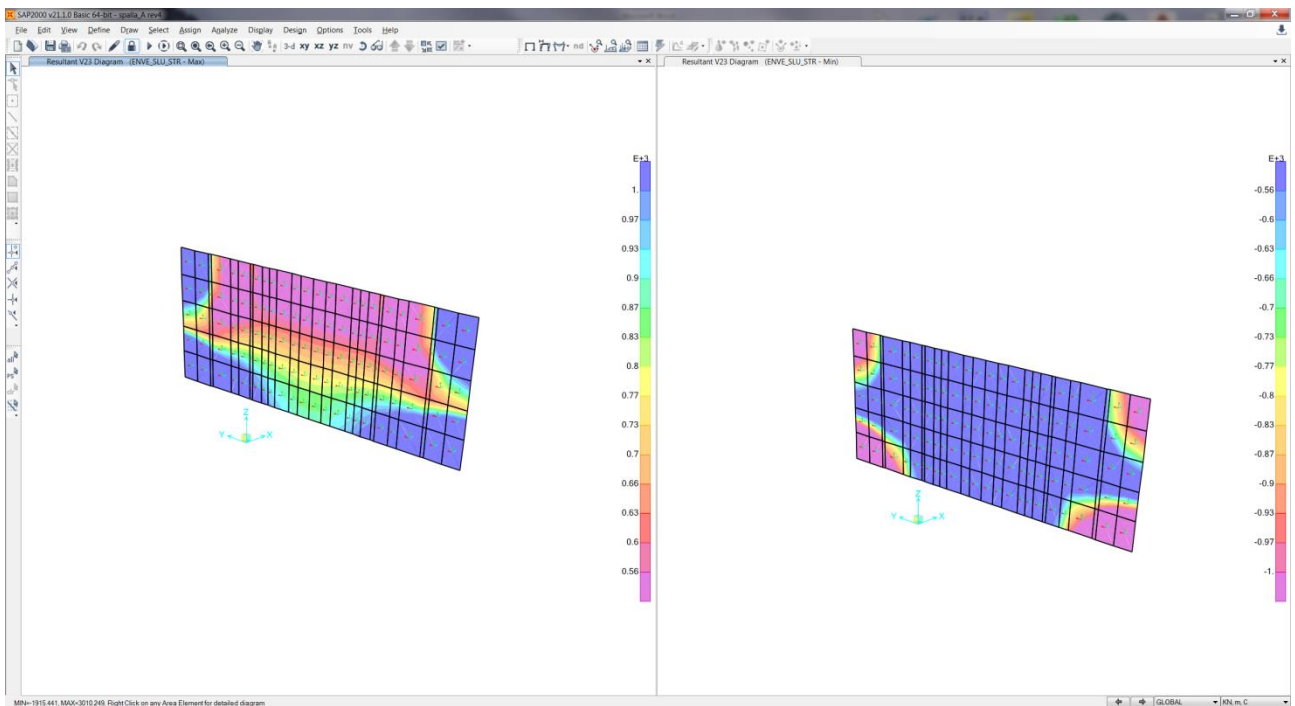 SAP2000 v21.1.0 Basic 64-bit - spalla_A rev4
File Edit View Define Draw Select Assign Analyze Display Design Options Tools Help
3-d xy xz yz nv nd
Resultant V23 Diagram (ENVE_SLU_STR - Max)
Resultant V23 Diagram (ENVE_SLU_STR - Min)
E+3
1.
0.97
0.93
0.9
0.87
0.83
0.8
0.77
0.73
0.7
0.66
0.63
0.6
0.56
Z
Y X
E+3
-0.56
-0.6
-0.63
-0.66
-0.7
-0.73
-0.77
-0.8
-0.83
-0.87
-0.9
-0.93
-0.97
-1.
Z
Y X
MIN=-1915.441, MAX=3010.249, Right Click on any Area Element for detailed diagram
GLOBAL KN, m, C